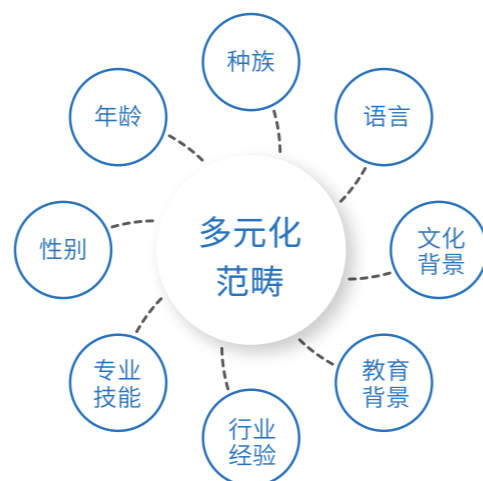 种族
语言
文化
背景
教育
背景
行业
经验
专业
技能
性别
年龄
多元化
范畴